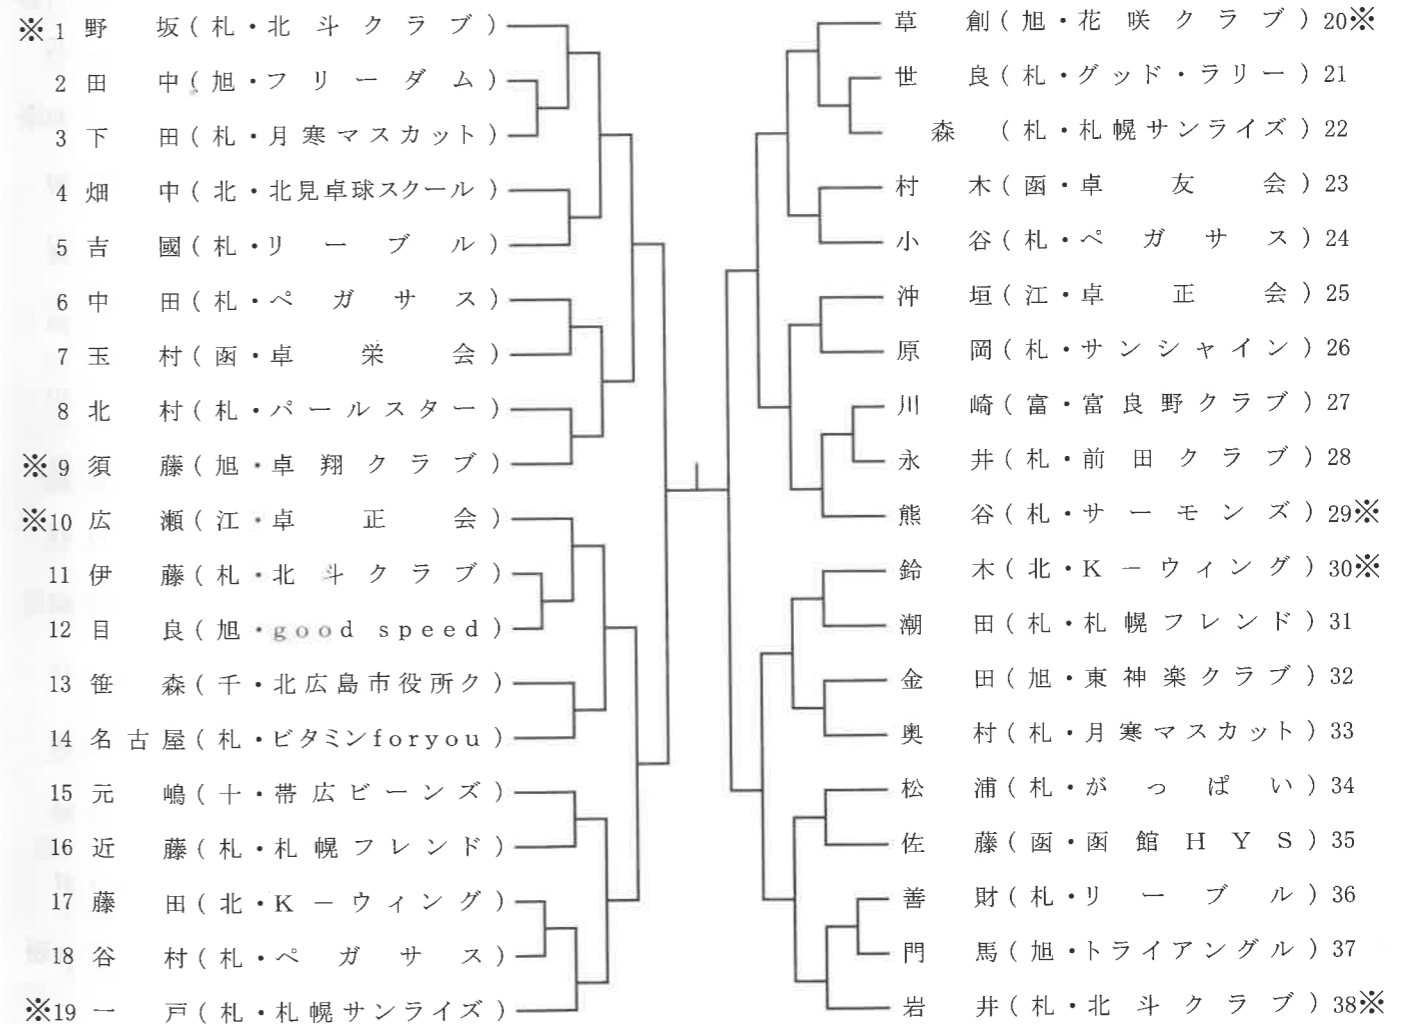 ※ 1 野 坂 ( 札 ・ 北 斗 ク ラ ブ )
2 田 中 ( 旭 ・ フ リ ー ダ ム )
3 下 田 ( 札 ・ 月 寒 マ ス カ ッ ト )
4 畑 中 ( 北 ・ 北見卓球スクール )
5 吉 國 ( 札 ・ リ ー ブ ル )
6 中 田 ( 札 ・ ペ ガ サ ス )
7 玉 村 ( 函 ・ 卓 栄 会 )
8 北 村 ( 札 ・ パ ー ル ス タ ー )
※ 9 須 藤 ( 旭 ・ 卓 翔 ク ラ ブ )
※10 広 瀬 ( 江 ・ 卓 正 会 )
11 伊 藤 ( 札 ・ 北 斗 ク ラ ブ )
12 目 良 ( 旭 ・ good speed )
13 笹 森 ( 千 ・ 北 広 島 市 役 所 ク )
14 名 古 屋 ( 札 ・ ビタミンforyou )
15 元 嶋 ( 十 ・ 帯 広 ビ ー ン ズ )
16 近 藤 ( 札 ・ 札 幌 フ レ ン ド )
17 藤 田 ( 北 ・ K － ウ ィ ン グ )
18 谷 村 ( 札 ・ ペ ガ サ ス )
※19 一 戸 ( 札 ・ 札 幌 サ ン ラ イ ズ )
草 創 ( 旭 ・ 花 咲 ク ラ ブ ) 20※
世 良 ( 札 ・ グ ッ ド ・ ラ リ ー ) 21
森 ( 札 ・ 札 幌 サ ン ラ イ ズ ) 22
村 木 ( 函 ・ 卓 友 会 ) 23
小 谷 ( 札 ・ ペ ガ サ ス ) 24
沖 垣 ( 江 ・ 卓 正 会 ) 25
原 岡 ( 札 ・ サ ン シ ャ イ ン ) 26
川 崎 ( 富 ・ 富 良 野 ク ラ ブ ) 27
永 井 ( 札 ・ 前 田 ク ラ ブ ) 28
熊 谷 ( 札 ・ サ ー モ ン ズ ) 29※
鈴 木 ( 北 ・ K － ウ ィ ン グ ) 30※
潮 田 ( 札 ・ 札 幌 フ レ ン ド ) 31
金 田 ( 旭 ・ 東 神 楽 ク ラ ブ ) 32
奥 村 ( 札 ・ 月 寒 マ ス カ ッ ト ) 33
松 浦 ( 札 ・ が っ ぱ い ) 34
佐 藤 ( 函 ・ 函 館 H Y S ) 35
善 財 ( 札 ・ リ ー ブ ル ) 36
門 馬 ( 旭 ・ ト ラ イ ア ン グ ル ) 37
岩 井 ( 札 ・ 北 斗 ク ラ ブ ) 38※